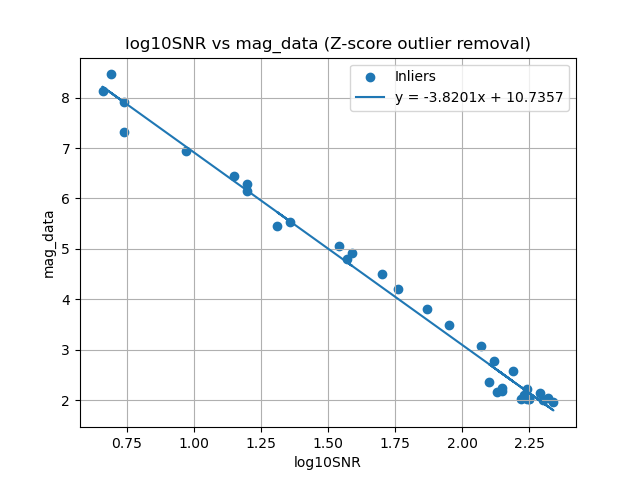 log10SNR vs mag_data (Z-score outlier removal)
Inliers
y = -3.8201x + 10.7357
mag_data
8
7
6
5
4
3
2
0.75 1.00 1.25 1.50 1.75 2.00 2.25
log10SNR